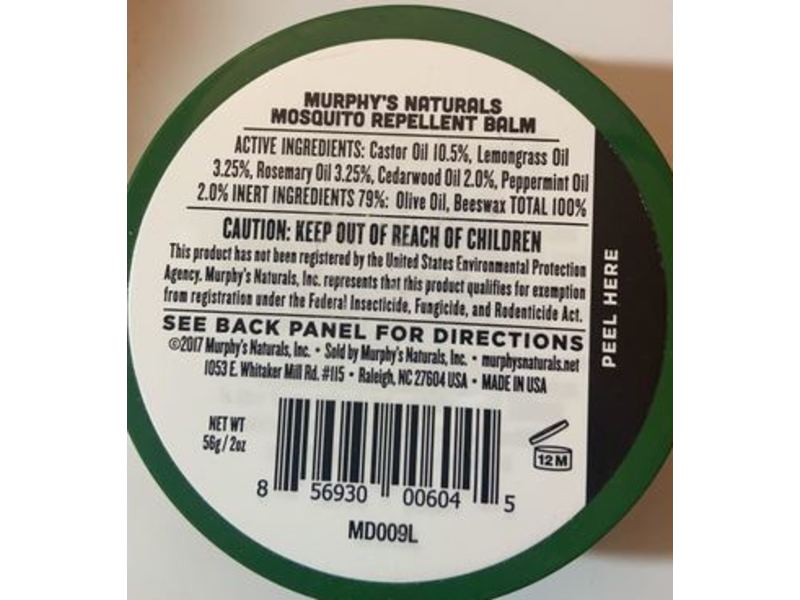 MURPHY'S NATURALS
MOSQUITO REPELLENT BALM
ACTIVE INGREDIENTS: Castor Oil 10.5%, Lemongrass Oil
3.25%, Rosemary Oil 3.25%, Cedarwood Oil 2.0%, Peppermint Oil
2.0% INERT INGREDIENTS 79%: Olive Oil, Beeswax TOTAL 100%
CAUTION: KEEP OUT OF REACH OF CHILDREN
This product has not been registered by the United States Environmental Protection
Agency. Murphy's Naturals, Inc. represents that this product qualifies for exemption
from registration under the Federal Insecticide, Fungicide, and Rodenticide Act.
SEE BACK PANEL FOR DIRECTIONS
©2017 Murphy's Naturals, Inc. • Sold by Murphy's Naturals, Inc. • murphysnaturals.net
1053 E. Whitaker Mill Rd. #115 • Raleigh, NC 27604 USA • MADE IN USA
PEEL HERE
NET WT
56g / 2oz
12 M
8 56930 00604 5
MD009L